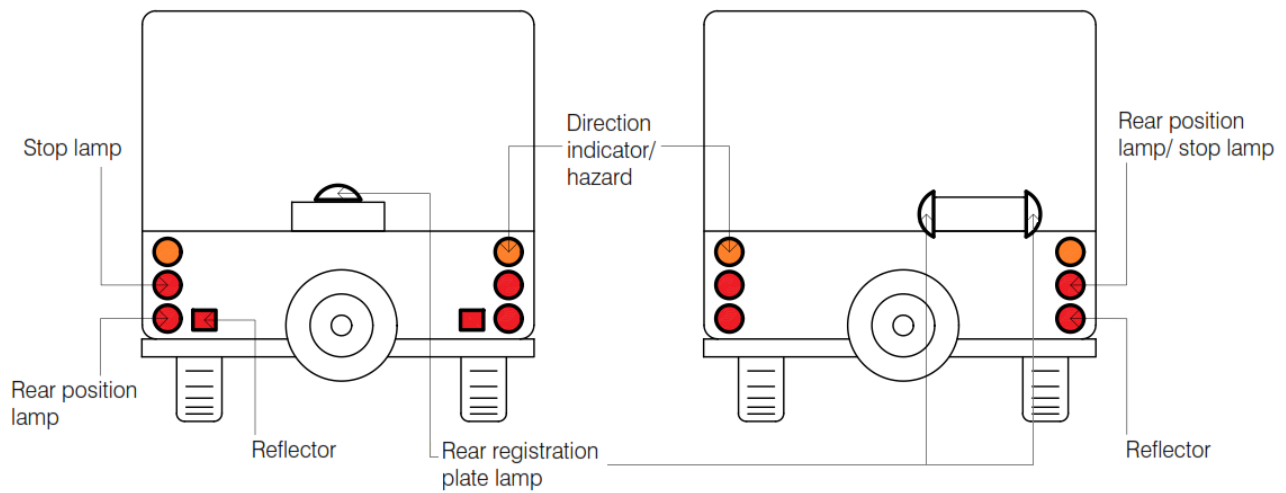 Stop lamp
Direction
indicator/
hazard
Rear position
lamp/ stop lamp
Rear position
lamp
Reflector
Rear registration
plate lamp
Reflector